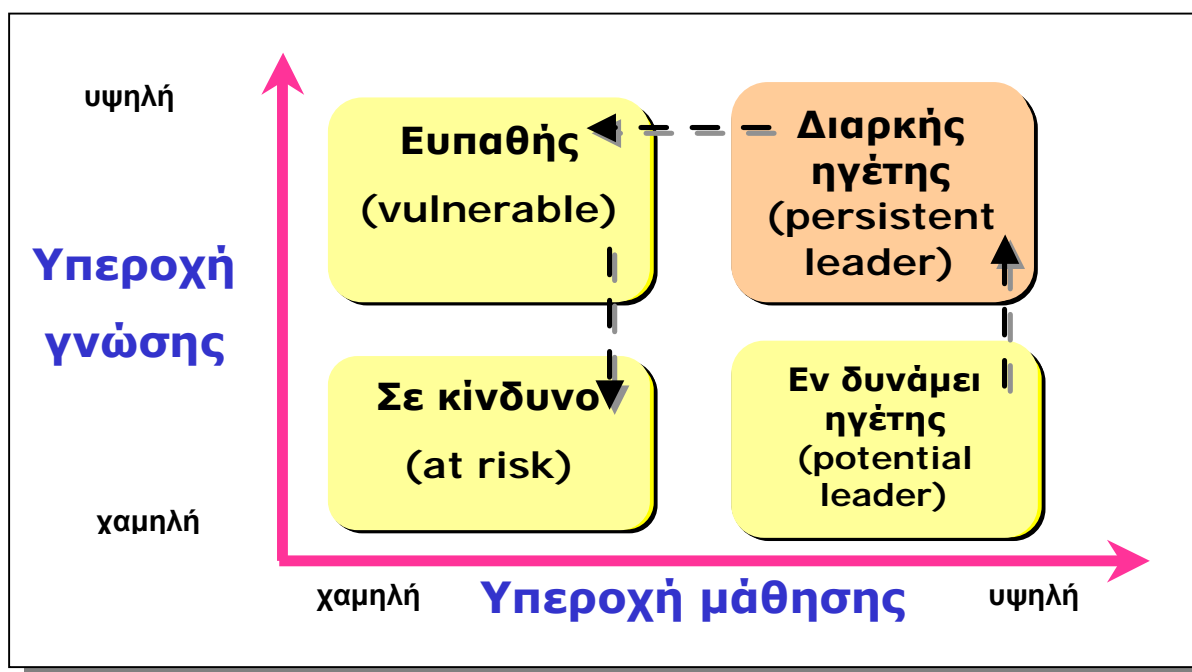 υψηλή
Ευπαθής
(vulnerable)
Διαρκής
ηγέτης
(persistent
leader)
Υπεροχή
γνώσης
Σε κίνδυνο
(at risk)
Εν δυνάμει
ηγέτης
(potential
leader)
χαμηλή
χαμηλή
Υπεροχή μάθησης
υψηλή